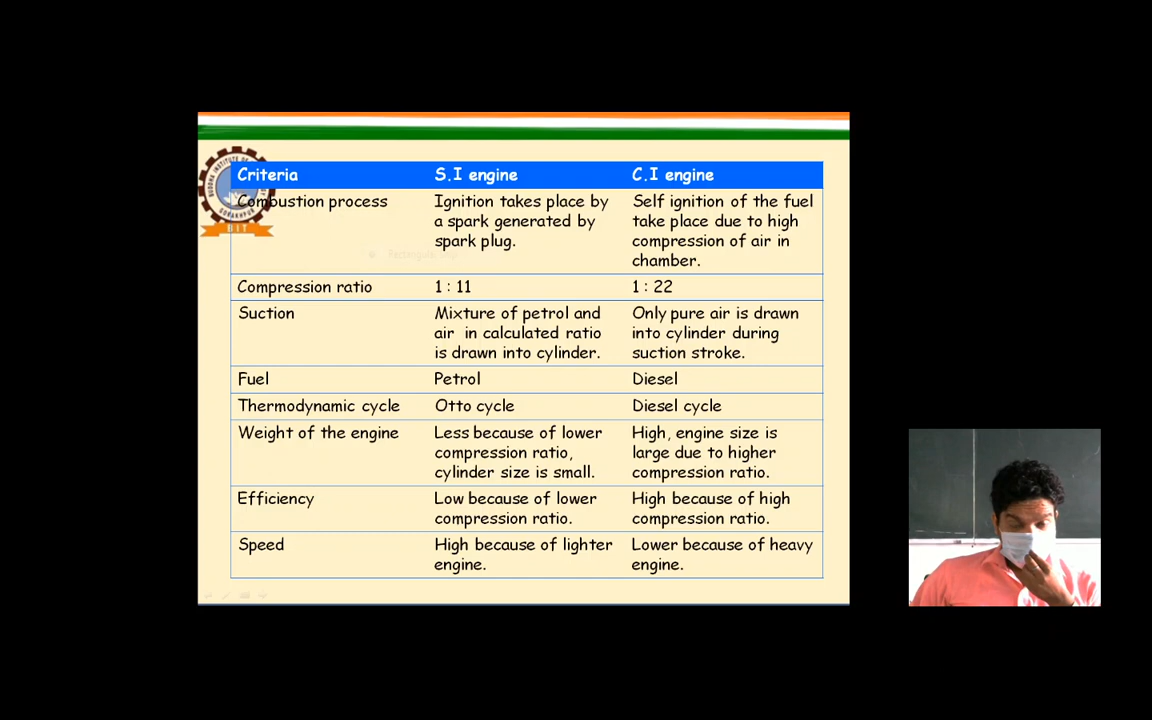 Criteria S.I engine C.I engine
Combustion process Ignition takes place by Self ignition of the fuel
a spark generated by take place due to high
spark plug. compression of air in
chamber.
Compression ratio 1 : 11 1 : 22
Suction Mixture of petrol and Only pure air is drawn
air in calculated ratio into cylinder during
is drawn into cylinder. suction stroke.
Fuel Petrol Diesel
Thermodynamic cycle Otto cycle Diesel cycle
Weight of the engine Less because of lower High, engine size is
compression ratio, large due to higher
cylinder size is small. compression ratio.
Efficiency Low because of lower High because of high
compression ratio. compression ratio.
Speed High because of lighter Lower because of heavy
engine. engine.
BUDDHA INSTITUTE OF
GORAKHPUR
BIT